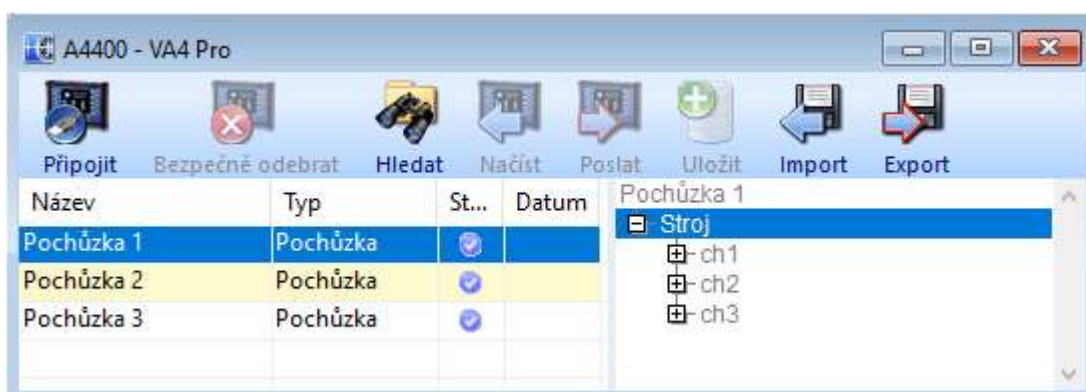 A4400 - VA4 Pro
Připojit Bezpečně odebrat Hledat Načíst Poslat Uložit Import Export
Název Typ St... Datum
Pochůzka 1 Pochůzka
Pochůzka 2 Pochůzka
Pochůzka 3 Pochůzka
Pochůzka 1
Stroj
ch1
ch2
ch3